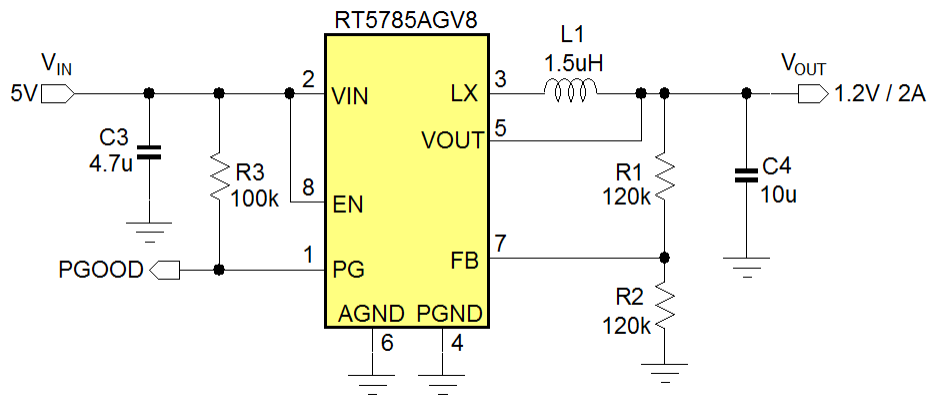 RT5785AGV8
L1
1.5uH
VIN
5V
VOUT
1.2V / 2A
2
VIN
LX
3
VOUT
5
C3
4.7u
R3
100k
8
EN
R1
120k
C4
10u
PGOOD
1
PG
FB
7
R2
120k
AGND
PGND
6
4